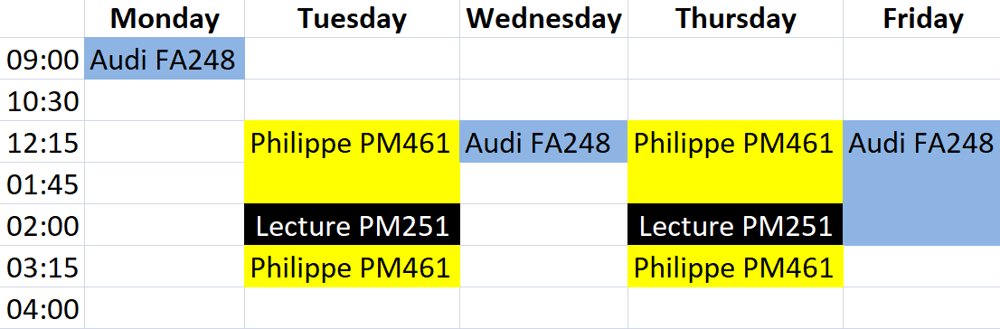 Monday Tuesday Wednesday Thursday Friday
09:00 Audi FA248
10:30
12:15 Philippe PM461 Audi FA248 Philippe PM461 Audi FA248
01:45
02:00 Lecture PM251 Lecture PM251
03:15 Philippe PM461 Philippe PM461
04:00